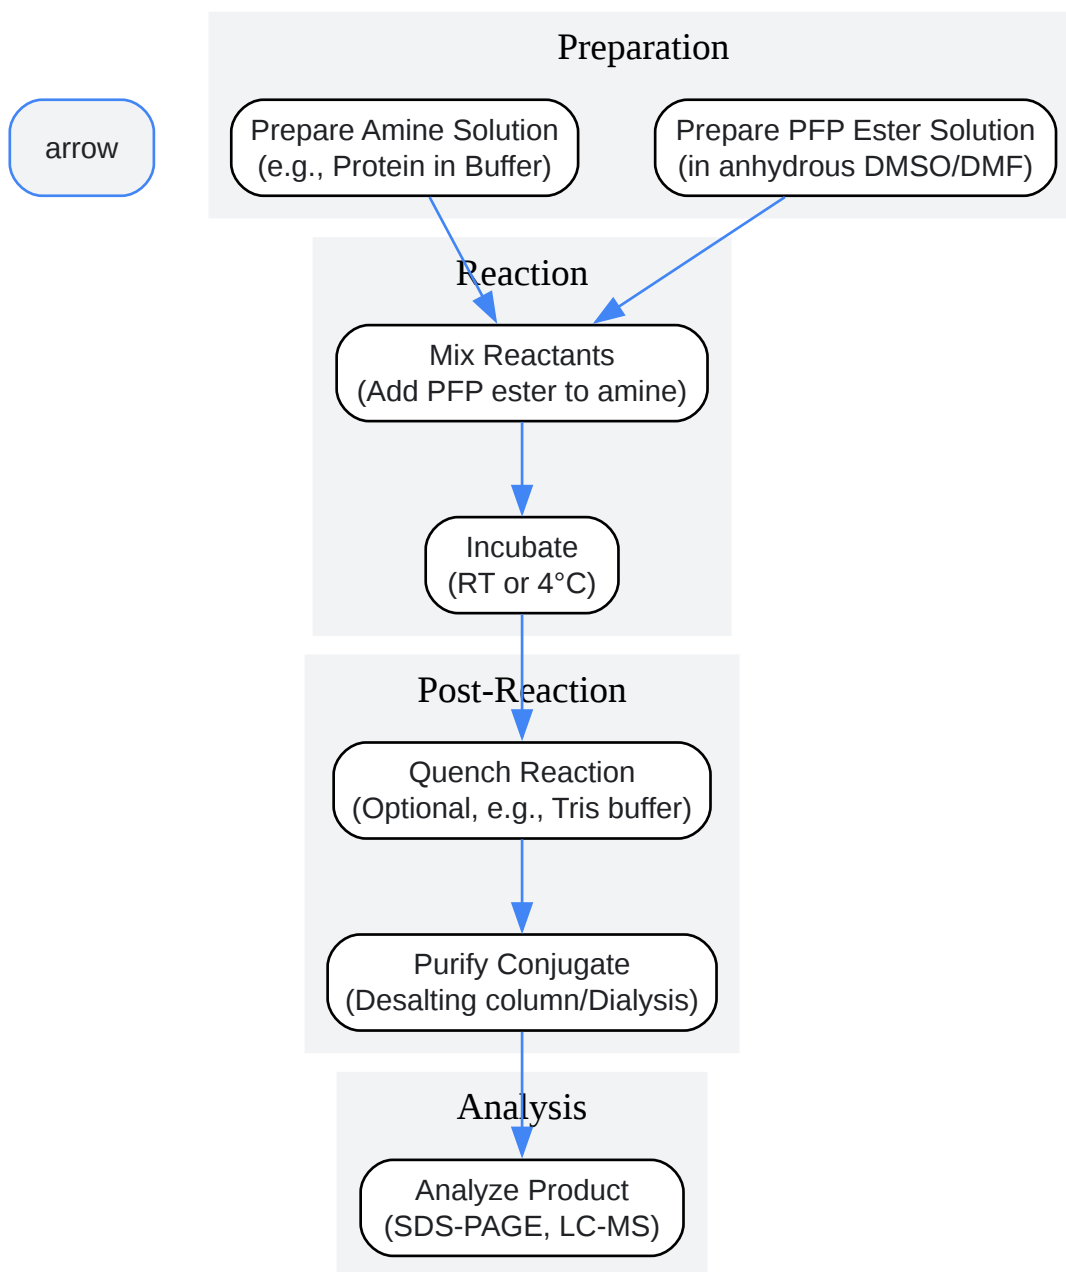 Preparation
arrow
Prepare Amine Solution
(e.g., Protein in Buffer)
Prepare PFP Ester Solution
(in anhydrous DMSO/DMF)
Reaction
Mix Reactants
(Add PFP ester to amine)
Incubate
(RT or 4°C)
Post-Reaction
Quench Reaction
(Optional, e.g., Tris buffer)
Purify Conjugate
(Desalting column/Dialysis)
Analysis
Analyze Product
(SDS-PAGE, LC-MS)